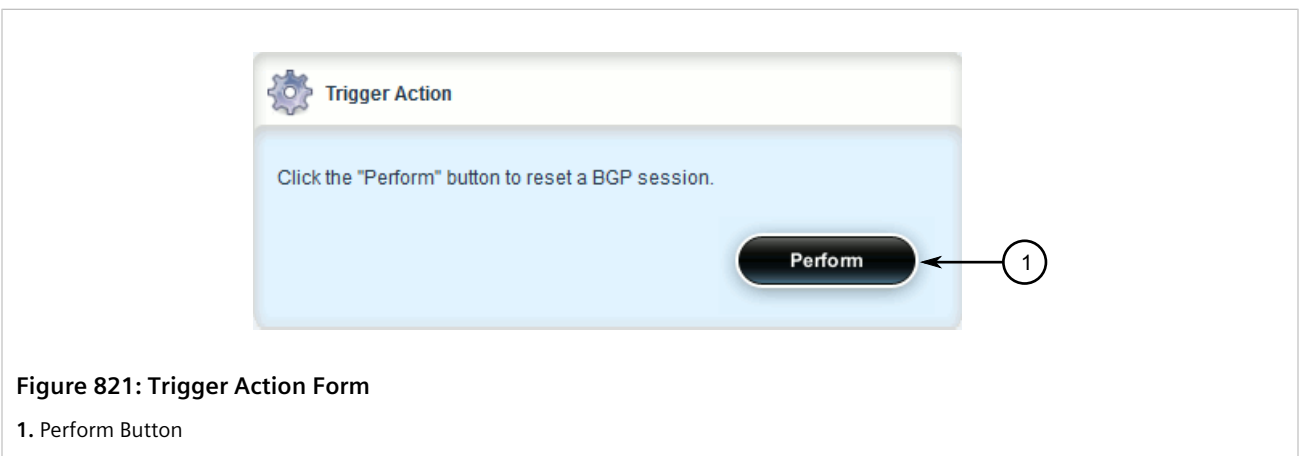 Trigger Action
Click the "Perform" button to reset a BGP session.
Perform
1
Figure 821: Trigger Action Form
1. Perform Button